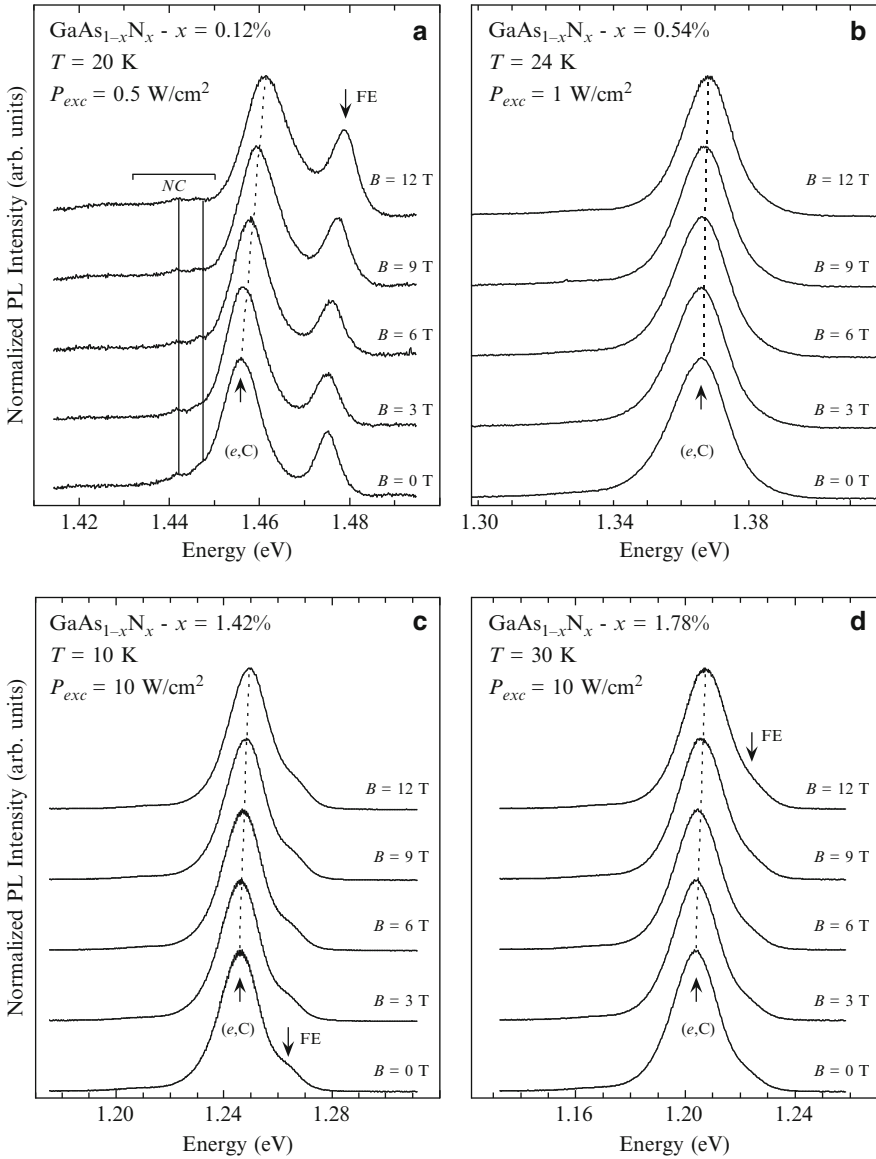 GaAs₁₋ₓNₓ - x = 0.12%
a
T = 20 K
P_exc = 0.5 W/cm²
FE
NC
B = 12 T
B = 9 T
B = 6 T
B = 3 T
(e,C)
B = 0 T
1.42 1.44 1.46 1.48
Energy (eV)
Normalized PL Intensity (arb. units)
GaAs₁₋ₓNₓ - x = 0.54%
b
T = 24 K
P_exc = 1 W/cm²
B = 12 T
B = 9 T
B = 6 T
B = 3 T
(e,C)
B = 0 T
1.30 1.34 1.38
Energy (eV)
GaAs₁₋ₓNₓ - x = 1.42%
c
T = 10 K
P_exc = 10 W/cm²
B = 12 T
B = 9 T
B = 6 T
B = 3 T
(e,C)
FE
B = 0 T
1.20 1.24 1.28
Energy (eV)
Normalized PL Intensity (arb. units)
GaAs₁₋ₓNₓ - x = 1.78%
d
T = 30 K
P_exc = 10 W/cm²
FE
B = 12 T
B = 9 T
B = 6 T
B = 3 T
(e,C)
B = 0 T
1.16 1.20 1.24
Energy (eV)